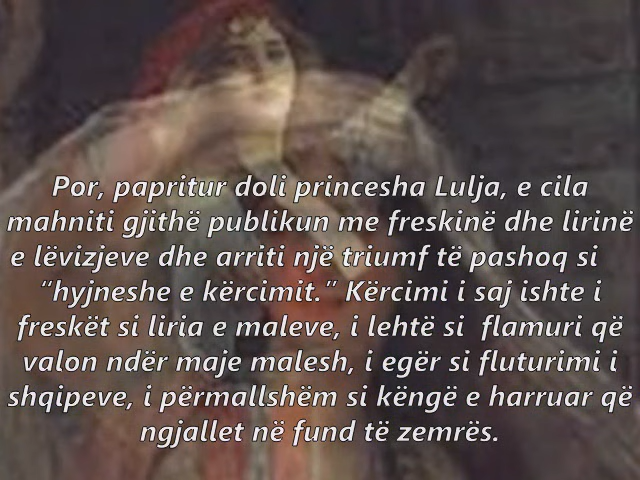 Por, papritur doli princesha Lulja, e cila
mahniti gjithë publikun me freskinë dhe lirinë
e lëvizjeve dhe arriti një triumf të pashoq si
“hyjneshe e kërcimit.” Kërcimi i saj ishte i
freskët si liria e maleve, i lehtë si flamuri që
valon ndër maje malesh, i egër si fluturimi i
shqipeve, i përmallshëm si këngë e harruar që
ngjallet në fund të zemrës.